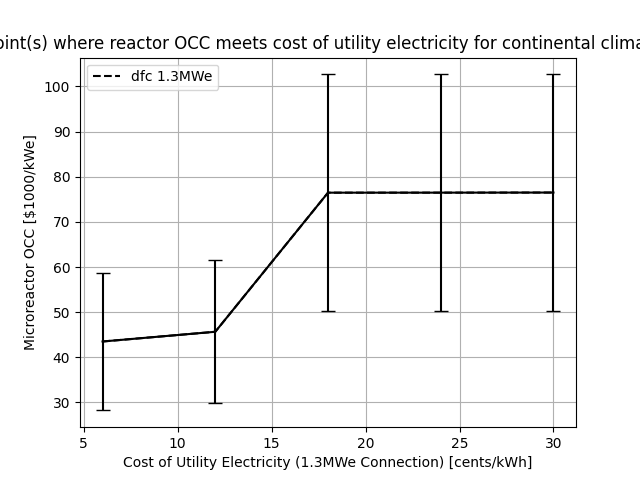 oint(s) where reactor OCC meets cost of utility electricity for continental clima
dfc 1.3MWe
Microreactor OCC [$1000/kWe]
100
90
80
70
60
50
40
30
5 10 15 20 25 30
Cost of Utility Electricity (1.3MWe Connection) [cents/kWh]